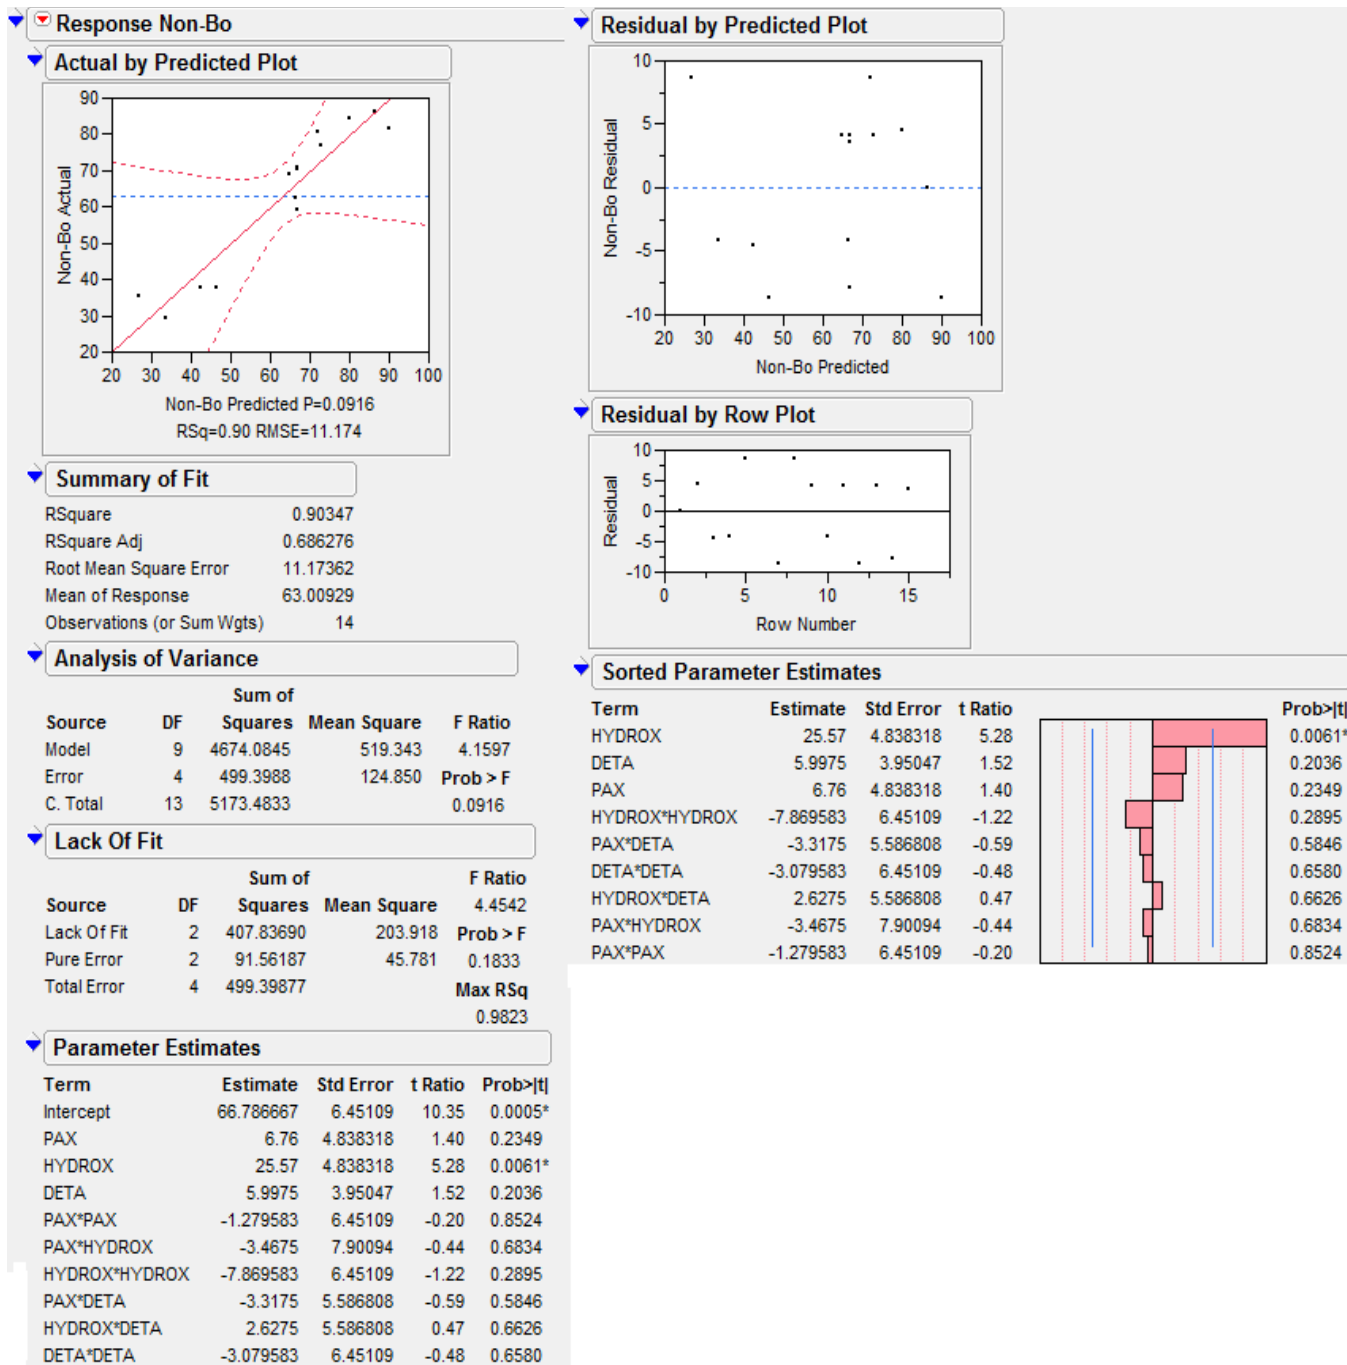 Response Non-Bo
Actual by Predicted Plot
90
80
70
60
50
40
30
20
Non-Bo Actual
20 30 40 50 60 70 80 90 100
Non-Bo Predicted P=0.0916
RSq=0.90 RMSE=11.174
Summary of Fit
RSquare 0.90347
RSquare Adj 0.686276
Root Mean Square Error 11.17362
Mean of Response 63.00929
Observations (or Sum Wgts) 14
Analysis of Variance
Sum of
Source DF Squares Mean Square F Ratio
Model 9 4674.0845 519.343 4.1597
Error 4 499.3988 124.850 Prob > F
C. Total 13 5173.4833 0.0916
Lack Of Fit
Sum of F Ratio
Source DF Squares Mean Square 4.4542
Lack Of Fit 2 407.83690 203.918 Prob > F
Pure Error 2 91.56187 45.781 0.1833
Total Error 4 499.39877 Max RSq
0.9823
Parameter Estimates
Term Estimate Std Error t Ratio Prob>|t|
Intercept 66.786667 6.45109 10.35 0.0005*
PAX 6.76 4.838318 1.40 0.2349
HYDROX 25.57 4.838318 5.28 0.0061*
DETA 5.9975 3.95047 1.52 0.2036
PAX*PAX -1.279583 6.45109 -0.20 0.8524
PAX*HYDROX -3.4675 7.90094 -0.44 0.6834
HYDROX*HYDROX -7.869583 6.45109 -1.22 0.2895
PAX*DETA -3.3175 5.586808 -0.59 0.5846
HYDROX*DETA 2.6275 5.586808 0.47 0.6626
DETA*DETA -3.079583 6.45109 -0.48 0.6580
Residual by Predicted Plot
10
5
0
-5
-10
Non-Bo Residual
20 30 40 50 60 70 80 90 100
Non-Bo Predicted
Residual by Row Plot
10
5
0
-5
-10
Residual
0 5 10 15
Row Number
Sorted Parameter Estimates
Term Estimate Std Error t Ratio Prob>|t|
HYDROX 25.57 4.838318 5.28 0.0061*
DETA 5.9975 3.95047 1.52 0.2036
PAX 6.76 4.838318 1.40 0.2349
HYDROX*HYDROX -7.869583 6.45109 -1.22 0.2895
PAX*DETA -3.3175 5.586808 -0.59 0.5846
DETA*DETA -3.079583 6.45109 -0.48 0.6580
HYDROX*DETA 2.6275 5.586808 0.47 0.6626
PAX*HYDROX -3.4675 7.90094 -0.44 0.6834
PAX*PAX -1.279583 6.45109 -0.20 0.8524